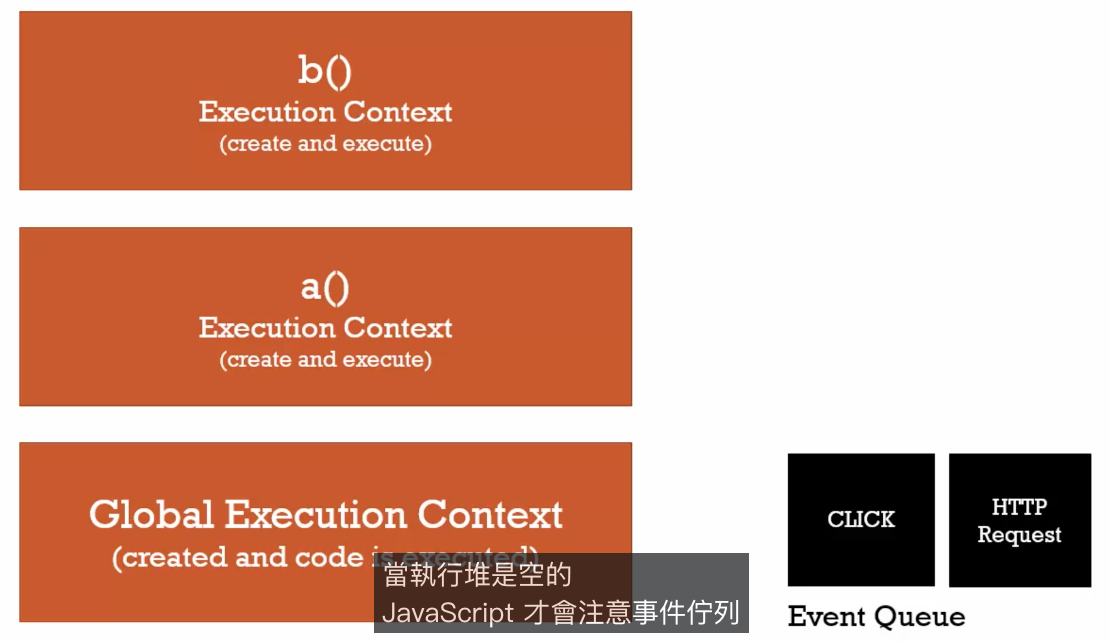 b()
Execution Context
(create and execute)
a()
Execution Context
(create and execute)
Global Execution Context
(created and code is executed)
當執行堆是空的
JavaScript 才會注意事件佇列
CLICK
HTTP
Request
Event Queue